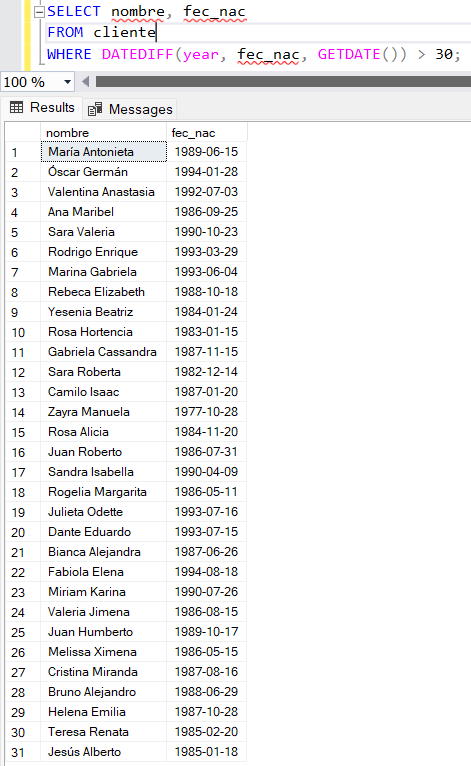 SELECT nombre, fec_nac
FROM cliente
WHERE DATEDIFF(year, fec_nac, GETDATE()) > 30;
100 %
Results Messages
nombre fec_nac
1 María Antonieta 1989-06-15
2 Óscar Germán 1994-01-28
3 Valentina Anastasia 1992-07-03
4 Ana Maribel 1986-09-25
5 Sara Valeria 1990-10-23
6 Rodrigo Enrique 1993-03-29
7 Marina Gabriela 1993-06-04
8 Rebeca Elizabeth 1988-10-18
9 Yesenia Beatriz 1984-01-24
10 Rosa Hortencia 1983-01-15
11 Gabriela Cassandra 1987-11-15
12 Sara Roberta 1982-12-14
13 Camilo Isaac 1987-01-20
14 Zayra Manuela 1977-10-28
15 Rosa Alicia 1984-11-20
16 Juan Roberto 1986-07-31
17 Sandra Isabella 1990-04-09
18 Rogelia Margarita 1986-05-11
19 Julieta Odette 1993-07-16
20 Dante Eduardo 1993-07-15
21 Bianca Alejandra 1987-06-26
22 Fabiola Elena 1994-08-18
23 Miriam Karina 1990-07-26
24 Valeria Jimena 1986-08-15
25 Juan Humberto 1989-10-17
26 Melissa Ximena 1986-05-15
27 Cristina Miranda 1987-08-16
28 Bruno Alejandro 1988-06-29
29 Helena Emilia 1987-10-28
30 Teresa Renata 1985-02-20
31 Jesús Alberto 1985-01-18